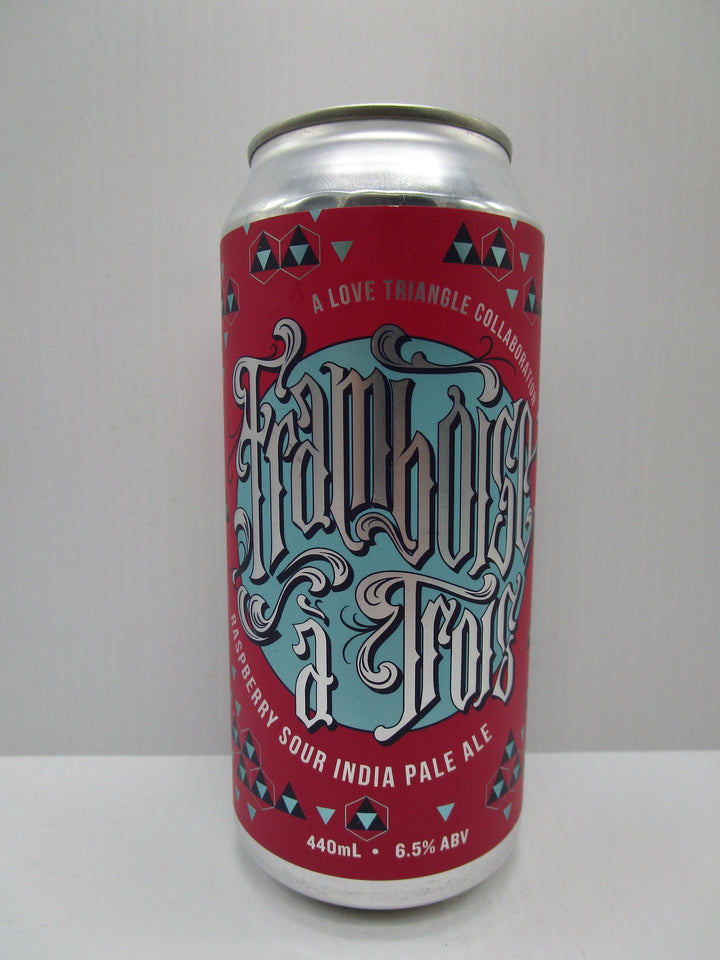 A LOVE TRIANGLE COLLABORATION
Framboise
à Trois
RASPBERRY SOUR INDIA PALE ALE
440mL • 6.5% ABV